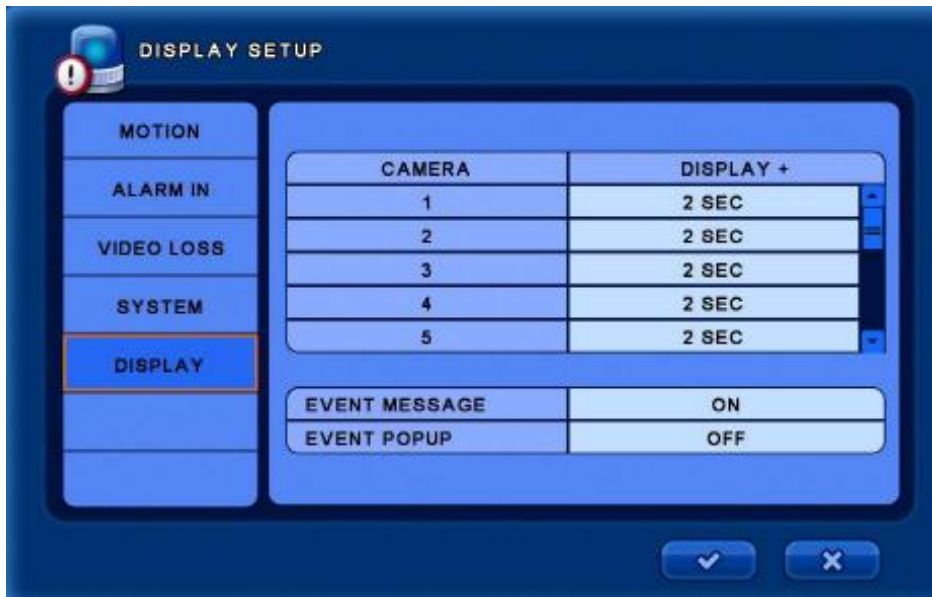 DISPLAY SETUP
MOTION
ALARM IN
VIDEO LOSS
SYSTEM
DISPLAY
CAMERA DISPLAY +
1 2 SEC
2 2 SEC
3 2 SEC
4 2 SEC
5 2 SEC
EVENT MESSAGE ON
EVENT POPUP OFF